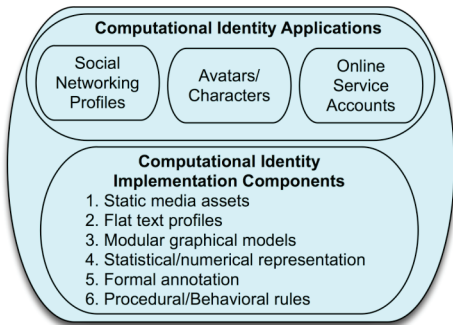 Computational Identity Applications
Social
Networking
Profiles
Avatars/
Characters
Online
Service
Accounts
Computational Identity
Implementation Components
1. Static media assets
2. Flat text profiles
3. Modular graphical models
4. Statistical/numerical representation
5. Formal annotation
6. Procedural/Behavioral rules